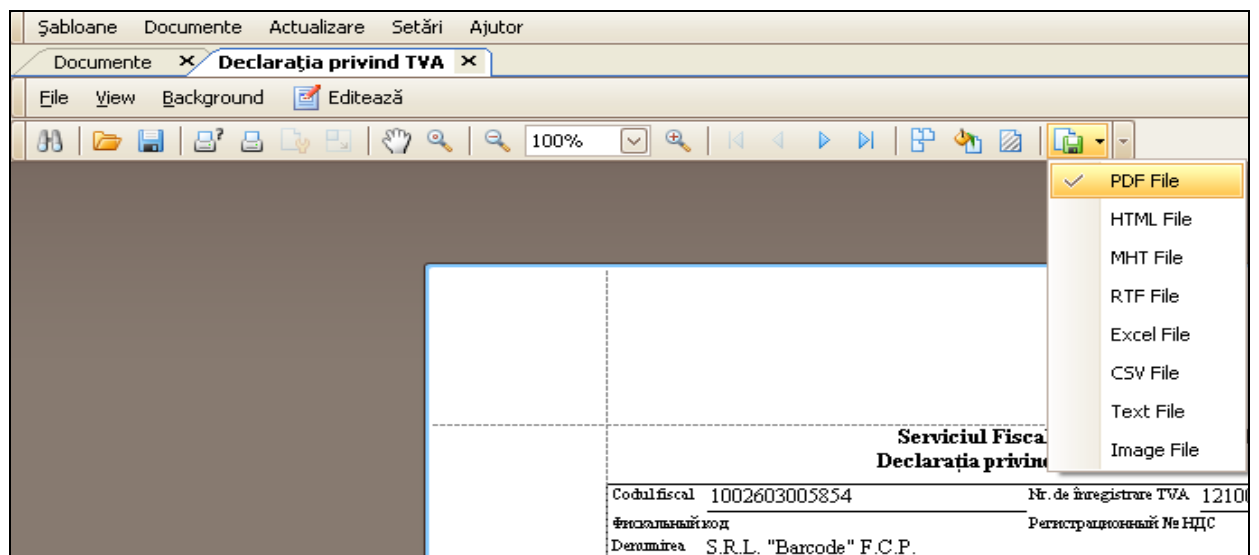 Şabloane Documente Actualizare Setări Ajutor
Documente Declaraţia privind TVA
File View Background Editează
100%
PDF File
HTML File
MHT File
RTF File
Excel File
CSV File
Text File
Image File
Serviciul Fiscal
Declaraţia privind
Codul fiscal 1002603005854 Nr. de înregistrare TVA 12100
Фискальный код Регистрационный № НДС
Denumirea S.R.L. "Barcode" F.C.P.